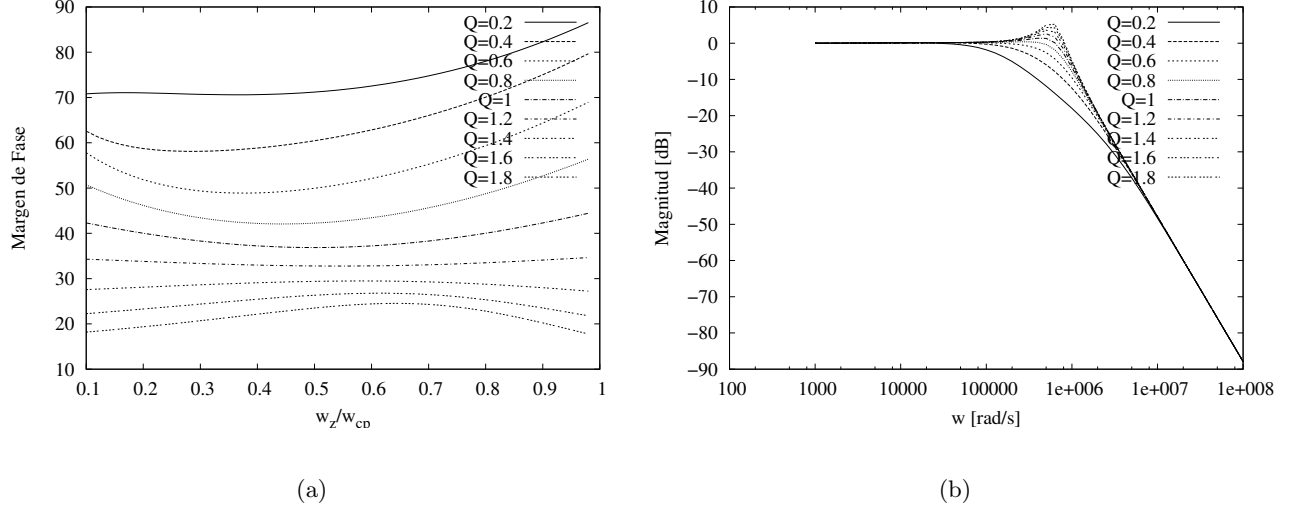 90
80
70
60
50
40
30
20
10
0.1 0.2 0.3 0.4 0.5 0.6 0.7 0.8 0.9 1
Margen de Fase
w_z/w_cp
Q=0.2
Q=0.4
Q=0.6
Q=0.8
Q=1
Q=1.2
Q=1.4
Q=1.6
Q=1.8
(a)
10
0
−10
−20
−30
−40
−50
−60
−70
−80
−90
100 1000 10000 100000 1e+006 1e+007 1e+008
Magnitud [dB]
w [rad/s]
Q=0.2
Q=0.4
Q=0.6
Q=0.8
Q=1
Q=1.2
Q=1.4
Q=1.6
Q=1.8
(b)